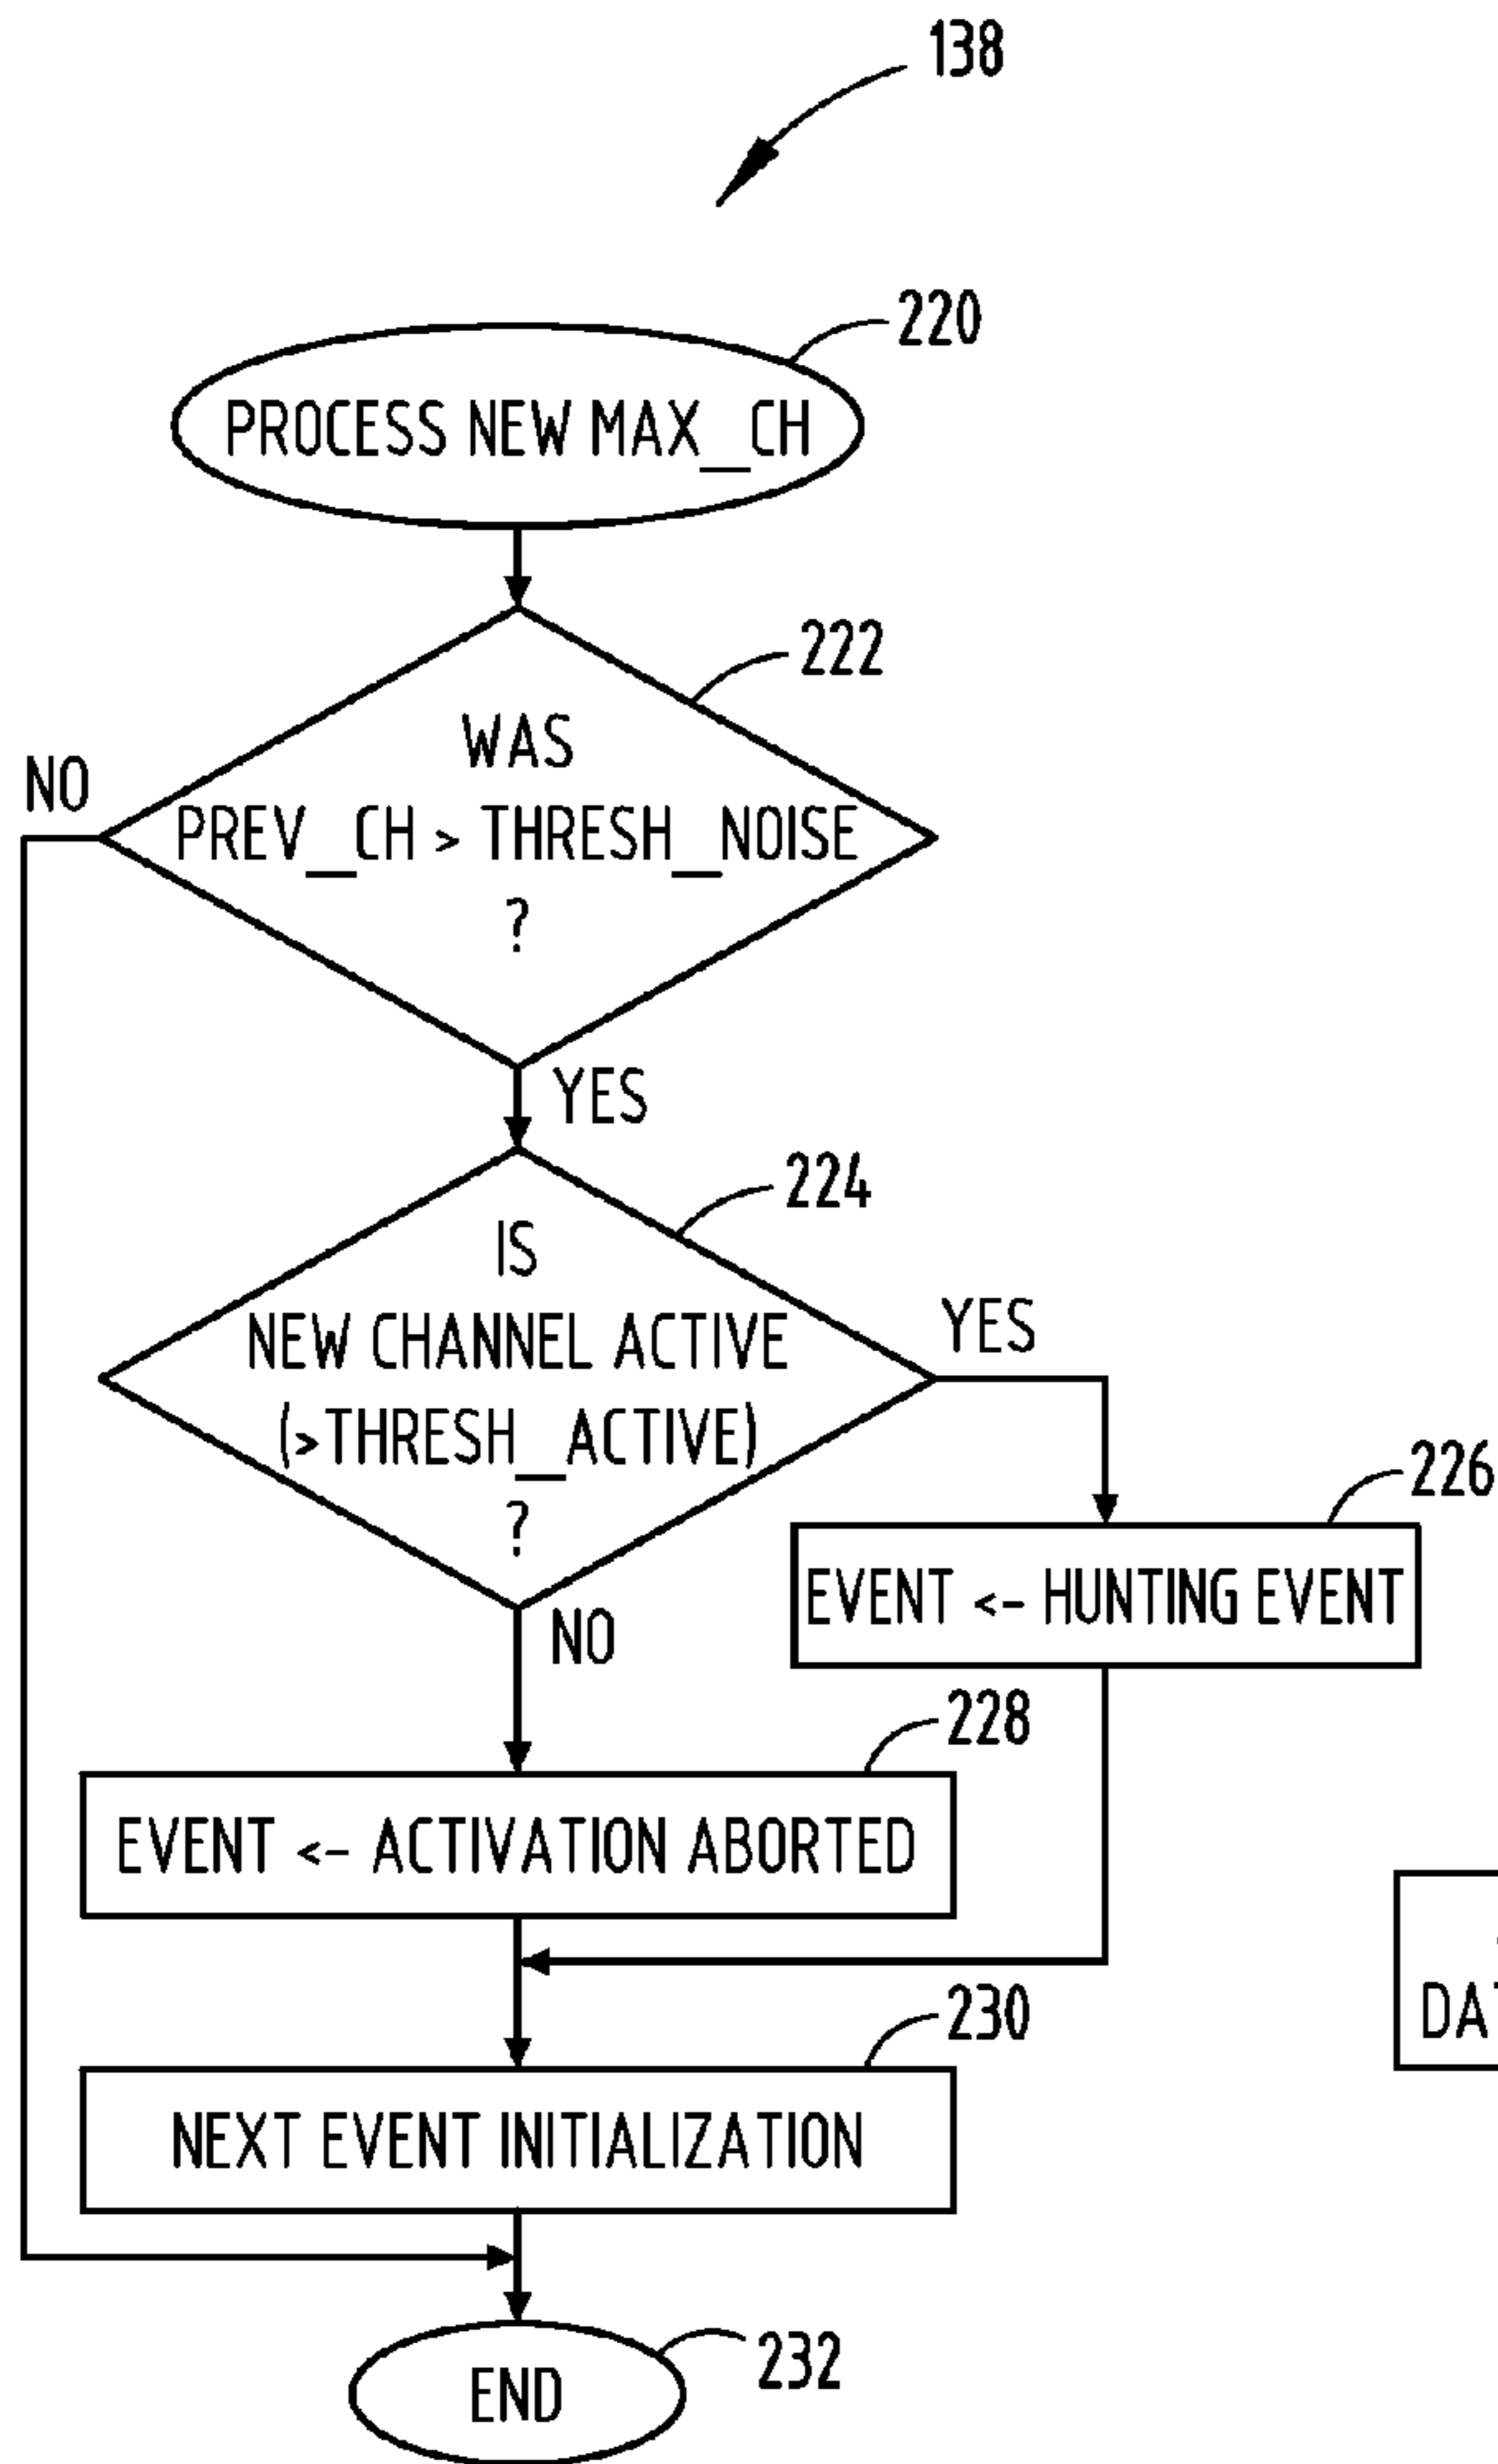 138
220
PROCESS NEW MAX_CH
222
WAS
NO
PREV_CH > THRESH_NOISE
?
YES
224
IS
NEW CHANNEL ACTIVE
YES
(>THRESH_ACTIVE)
?
226
EVENT <- HUNTING EVENT
NO
228
EVENT <- ACTIVATION ABORTED
230
NEXT EVENT INITIALIZATION
232
END